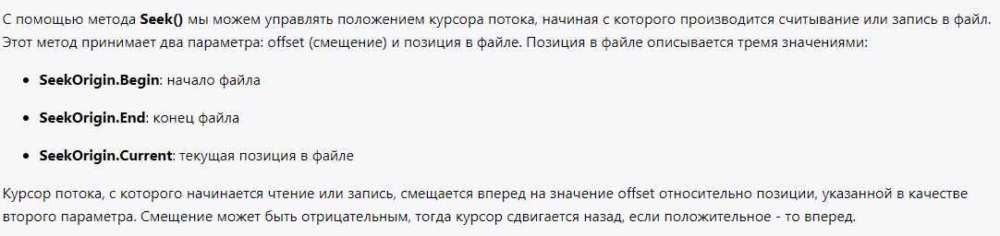 С помощью метода Seek() мы можем управлять положением курсора потока, начиная с которого производится считывание или запись в файл.
Этот метод принимает два параметра: offset (смещение) и позиция в файле. Позиция в файле описывается тремя значениями:
• SeekOrigin.Begin: начало файла
• SeekOrigin.End: конец файла
• SeekOrigin.Current: текущая позиция в файле
Курсор потока, с которого начинается чтение или запись, смещается вперед на значение offset относительно позиции, указанной в качестве
второго параметра. Смещение может быть отрицательным, тогда курсор сдвигается назад, если положительное - то вперед.